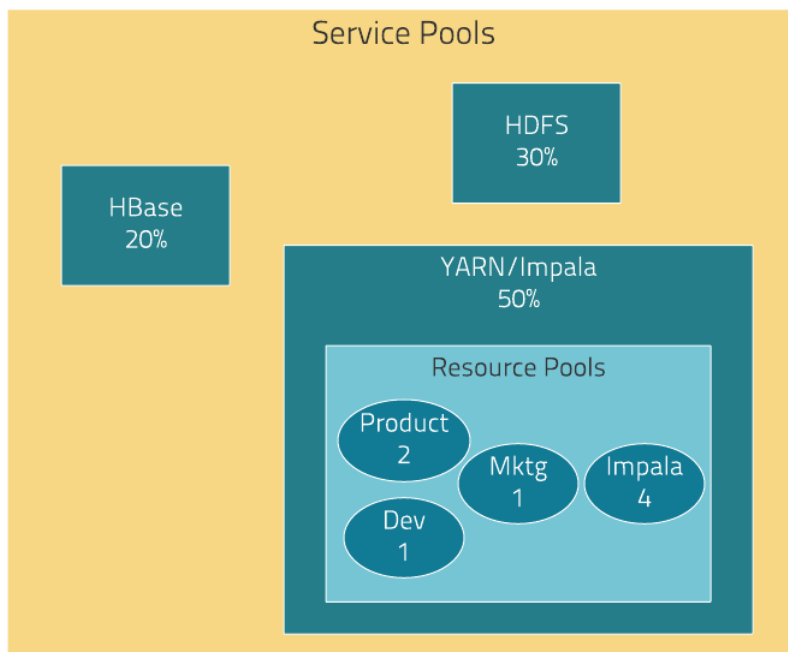 Service Pools
HDFS
30%
HBase
20%
YARN/Impala
50%
Resource Pools
Product
2
Mktg
1
Impala
4
Dev
1